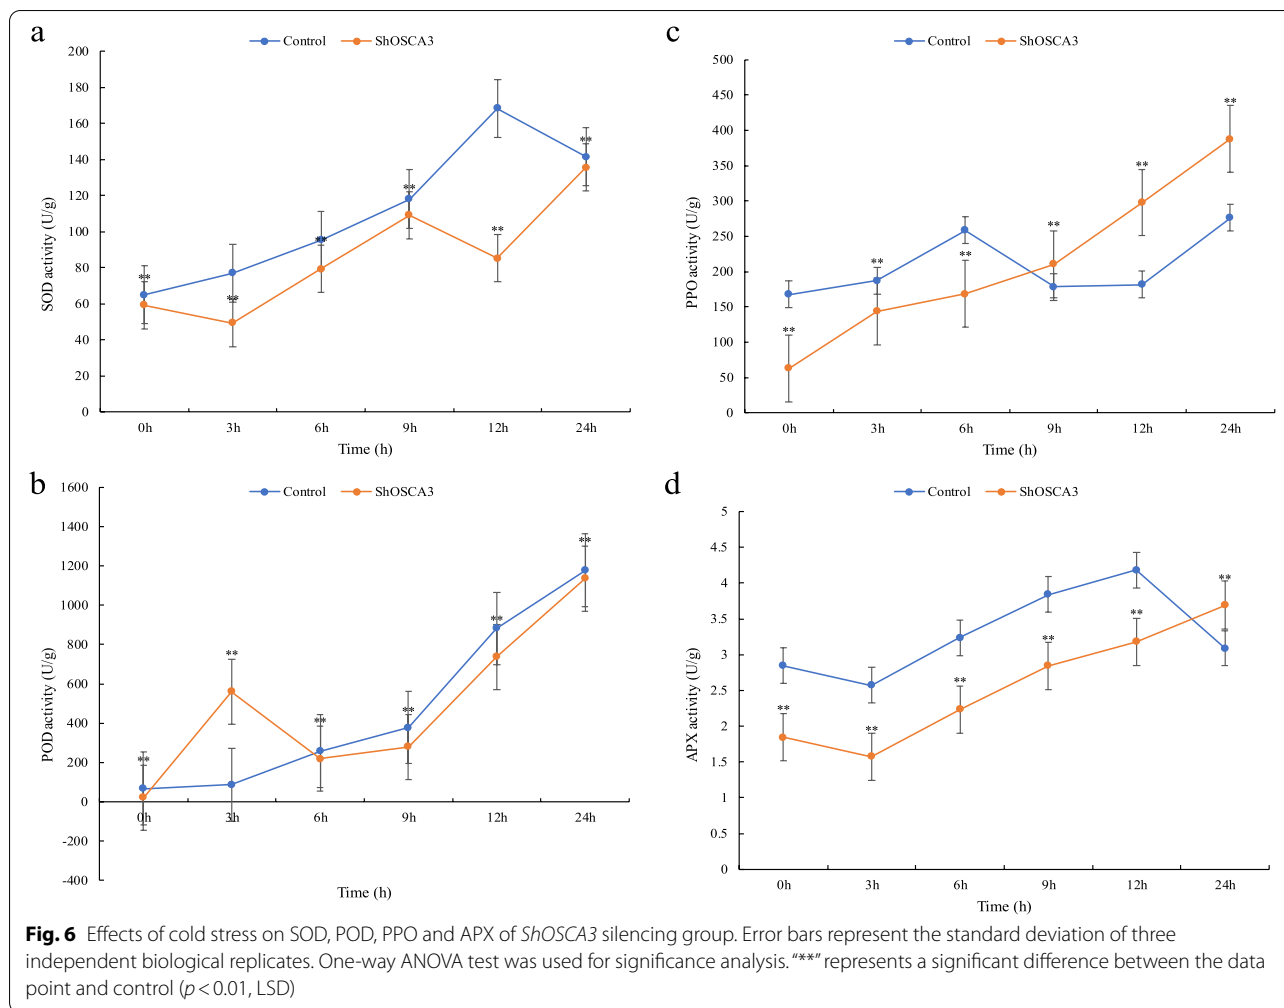 a
Control
ShOSCA3
200
180
160
140
120
100
80
60
40
20
0
SOD activity (U/g)
**
**
**
**
**
**
0h 3h 6h 9h 12h 24h
Time (h)
c
Control
ShOSCA3
500
450
400
350
300
250
200
150
100
50
0
PPO activity (U/g)
**
**
**
**
**
**
0h 3h 6h 9h 12h 24h
Time (h)
b
Control
ShOSCA3
1600
1400
1200
1000
800
600
400
200
0
-200
-400
POD activity (U/g)
**
**
**
**
**
**
0h 3h 6h 9h 12h 24h
Time (h)
d
Control
ShOSCA3
5
4.5
4
3.5
3
2.5
2
1.5
1
0.5
0
APX activity (U/g)
**
**
**
**
**
**
0h 3h 6h 9h 12h 24h
Time (h)
Fig. 6 Effects of cold stress on SOD, POD, PPO and APX of ShOSCA3 silencing group. Error bars represent the standard deviation of three
independent biological replicates. One-way ANOVA test was used for significance analysis. “**” represents a significant difference between the data
point and control (p < 0.01, LSD)